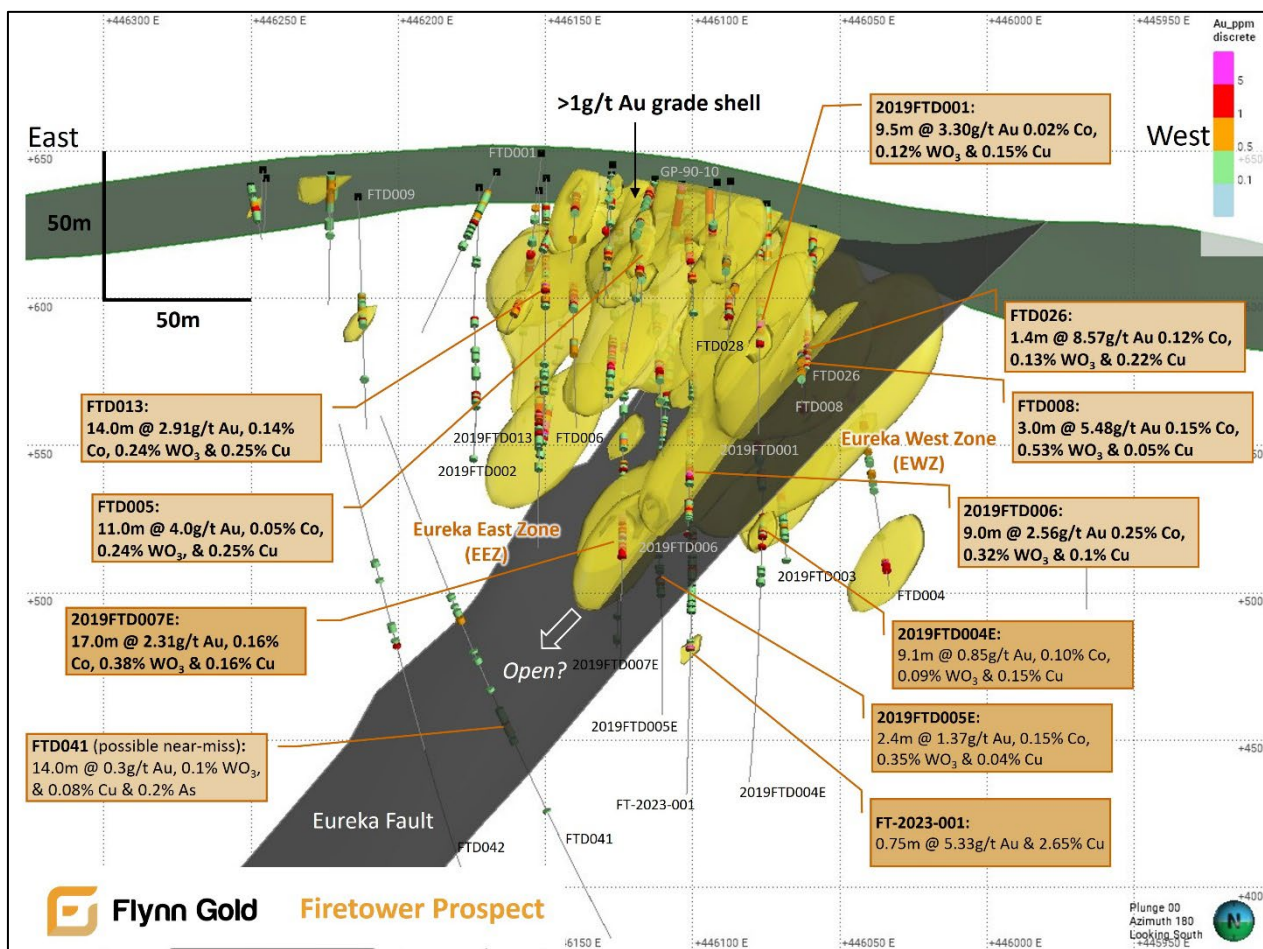 +446300 E
+446250 E
+446200 E
+446150 E
+446100 E
+446050 E
+446000 E
+445950 E
Au_ppm
discrete
5
1
0.5
0.1
+650
East
West
>1g/t Au grade shell
+650
50m
50m
+600
+550
+500
+500
+450
+450
FTD001
FTD009
GP-90-10
2019FTD001:
9.5m @ 3.30g/t Au 0.02% Co,
0.12% WO₃ & 0.15% Cu
FTD026:
1.4m @ 8.57g/t Au 0.12% Co,
0.13% WO₃ & 0.22% Cu
FTD008:
3.0m @ 5.48g/t Au 0.15% Co,
0.53% WO₃ & 0.05% Cu
2019FTD006:
9.0m @ 2.56g/t Au 0.25% Co,
0.32% WO₃ & 0.1% Cu
2019FTD004E:
9.1m @ 0.85g/t Au, 0.10% Co,
0.09% WO₃ & 0.15% Cu
2019FTD005E:
2.4m @ 1.37g/t Au, 0.15% Co,
0.35% WO₃ & 0.04% Cu
FT-2023-001:
0.75m @ 5.33g/t Au & 2.65% Cu
FTD013:
14.0m @ 2.91g/t Au, 0.14%
Co, 0.24% WO₃ & 0.25% Cu
FTD005:
11.0m @ 4.0g/t Au, 0.05% Co,
0.24% WO₃, & 0.25% Cu
2019FTD007E:
17.0m @ 2.31g/t Au, 0.16%
Co, 0.38% WO₃ & 0.16% Cu
FTD041 (possible near-miss):
14.0m @ 0.3g/t Au, 0.1% WO₃,
& 0.08% Cu & 0.2% As
FTD028
FTD026
FTD008
2019FTD013
FTD006
2019FTD002
2019FTD001
Eureka West Zone
(EWZ)
Eureka East Zone
(EEZ)
2019FTD006
2019FTD003
FTD004
Open?
2019FTD007E
2019FTD005E
2019FTD004E
FT-2023-001
Eureka Fault
FTD042
FTD041
Flynn Gold
Firetower Prospect
+400
Plunge 00
Azimuth 180
Looking South
N
446150 E
+446100 E
+446050 E
+446000 E
+445950 E